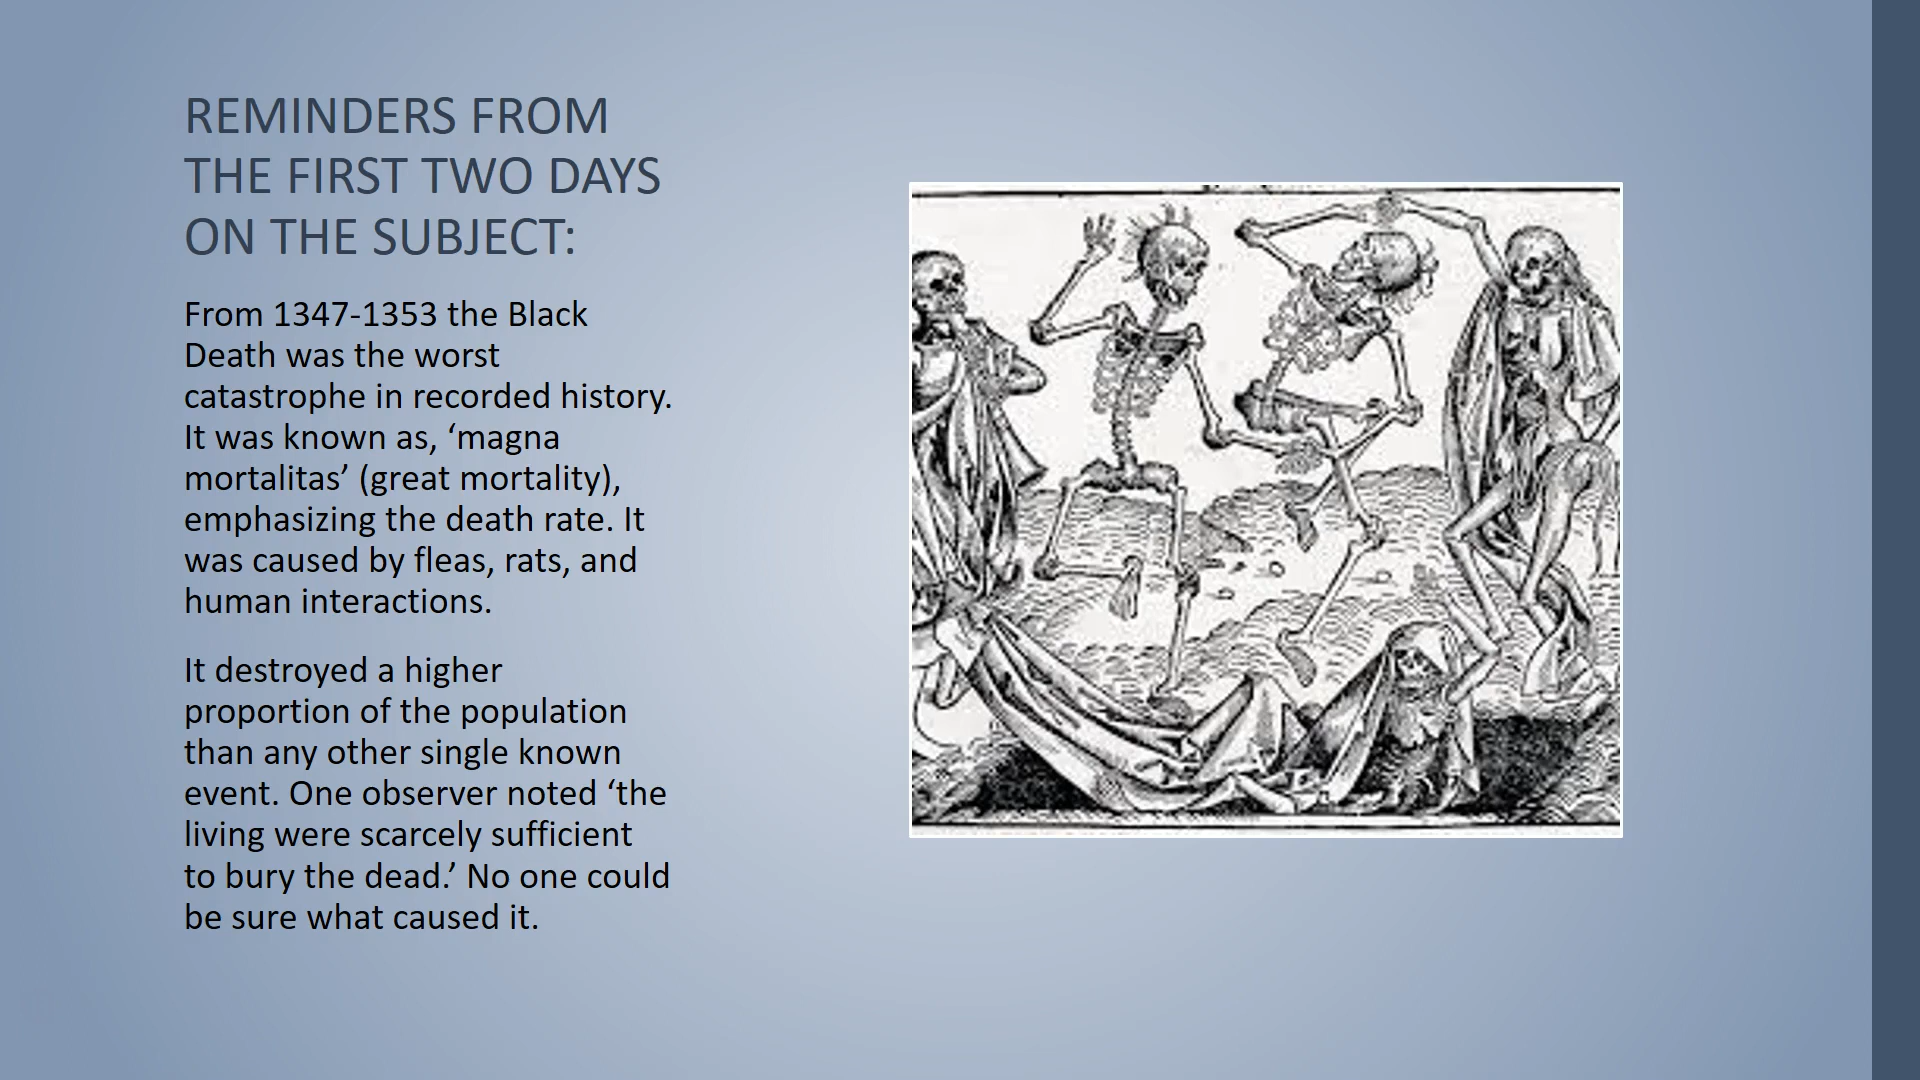 REMINDERS FROM
THE FIRST TWO DAYS
ON THE SUBJECT:
From 1347-1353 the Black
Death was the worst
catastrophe in recorded history.
It was known as, ‘magna
mortalitas’ (great mortality),
emphasizing the death rate. It
was caused by fleas, rats, and
human interactions.
It destroyed a higher
proportion of the population
than any other single known
event. One observer noted ‘the
living were scarcely sufficient
to bury the dead.’ No one could
be sure what caused it.